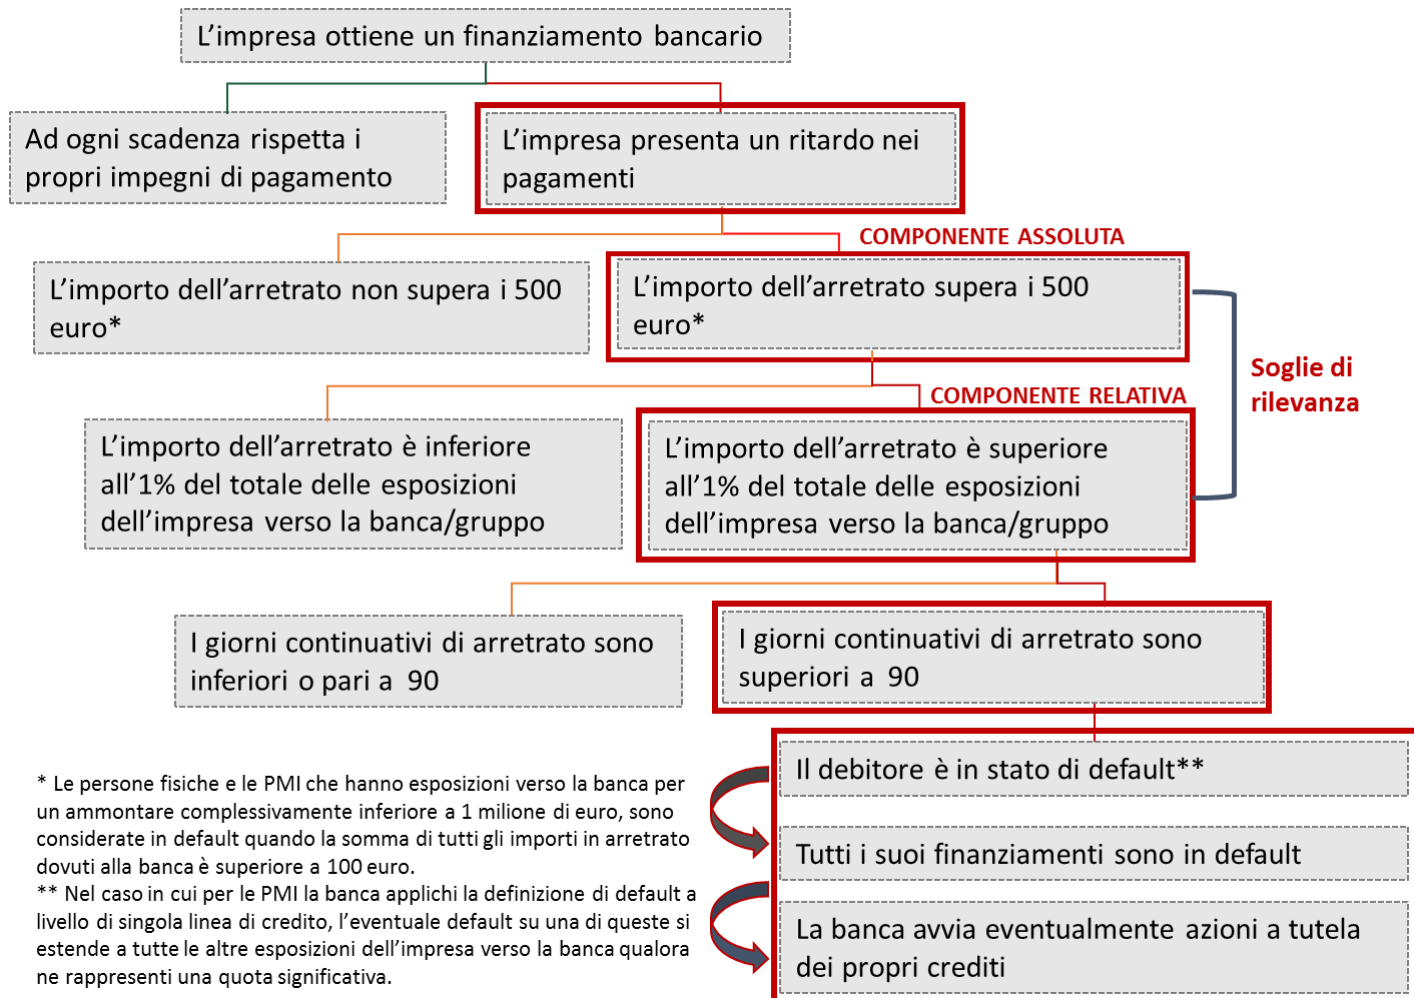 L'impresa ottiene un finanziamento bancario
Ad ogni scadenza rispetta i
propri impegni di pagamento
L'impresa presenta un ritardo nei
pagamenti
COMPONENTE ASSOLUTA
L'importo dell'arretrato non supera i 500
euro*
L'importo dell'arretrato supera i 500
euro*
Soglie di
rilevanza
COMPONENTE RELATIVA
L'importo dell'arretrato è inferiore
all'1% del totale delle esposizioni
dell'impresa verso la banca/gruppo
L'importo dell'arretrato è superiore
all'1% del totale delle esposizioni
dell'impresa verso la banca/gruppo
I giorni continuativi di arretrato sono
inferiori o pari a 90
I giorni continuativi di arretrato sono
superiori a 90
Il debitore è in stato di default**
Tutti i suoi finanziamenti sono in default
La banca avvia eventualmente azioni a tutela
dei propri crediti
* Le persone fisiche e le PMI che hanno esposizioni verso la banca per
un ammontare complessivamente inferiore a 1 milione di euro, sono
considerate in default quando la somma di tutti gli importi in arretrato
dovuti alla banca è superiore a 100 euro.
** Nel caso in cui per le PMI la banca applichi la definizione di default a
livello di singola linea di credito, l'eventuale default su una di queste si
estende a tutte le altre esposizioni dell'impresa verso la banca qualora
ne rappresenti una quota significativa.